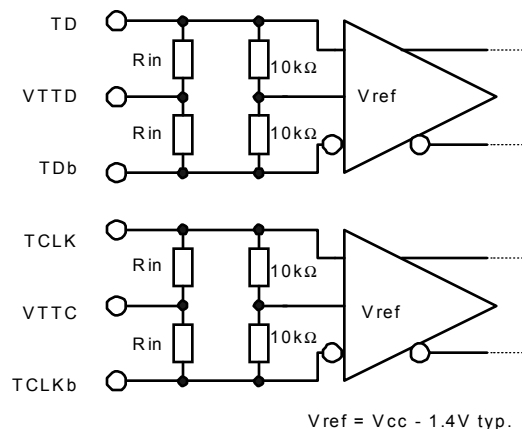 TD
Rin
10kΩ
VTTD
Vref
Rin
10kΩ
TDb
TCLK
Rin
10kΩ
VTTC
Vref
Rin
10kΩ
TCLKb
Vref = Vcc - 1.4V typ.